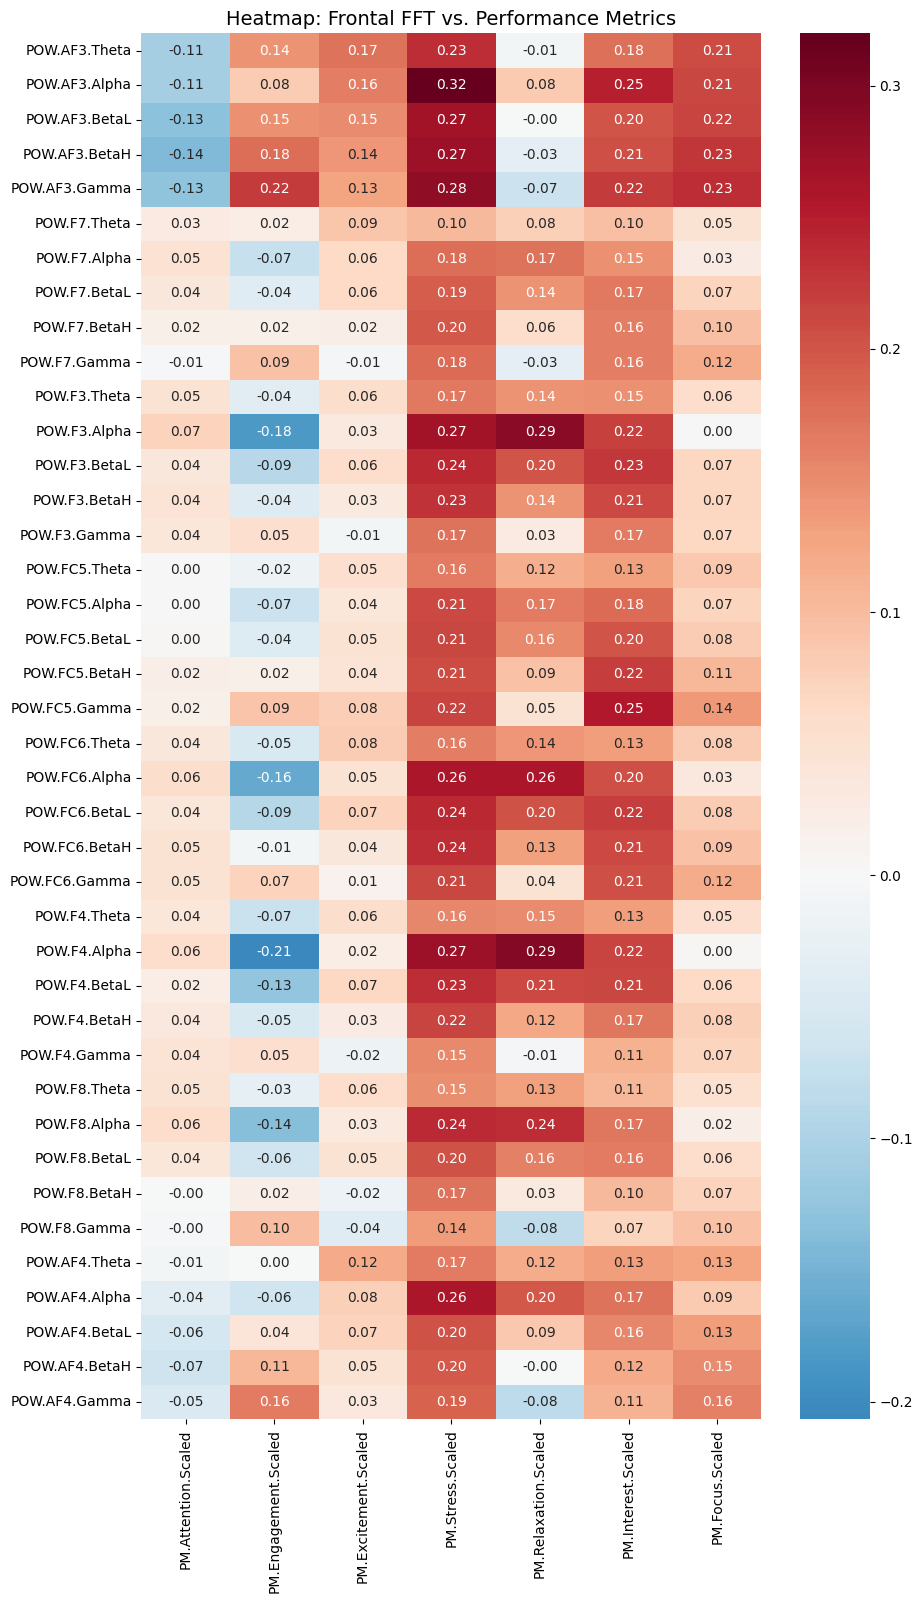 Heatmap: Frontal FFT vs. Performance Metrics
POW.AF3.Theta -0.11 0.14 0.17 0.23 -0.01 0.18 0.21
POW.AF3.Alpha -0.11 0.08 0.16 0.32 0.08 0.25 0.21
POW.AF3.BetaL -0.13 0.15 0.15 0.27 -0.00 0.20 0.22
POW.AF3.BetaH -0.14 0.18 0.14 0.27 -0.03 0.21 0.23
POW.AF3.Gamma -0.13 0.22 0.13 0.28 -0.07 0.22 0.23
POW.F7.Theta 0.03 0.02 0.09 0.10 0.08 0.10 0.05
POW.F7.Alpha 0.05 -0.07 0.06 0.18 0.17 0.15 0.03
POW.F7.BetaL 0.04 -0.04 0.06 0.19 0.14 0.17 0.07
POW.F7.BetaH 0.02 0.02 0.02 0.20 0.06 0.16 0.10
POW.F7.Gamma -0.01 0.09 -0.01 0.18 -0.03 0.16 0.12
POW.F3.Theta 0.05 -0.04 0.06 0.17 0.14 0.15 0.06
POW.F3.Alpha 0.07 -0.18 0.03 0.27 0.29 0.22 0.00
POW.F3.BetaL 0.04 -0.09 0.06 0.24 0.20 0.23 0.07
POW.F3.BetaH 0.04 -0.04 0.03 0.23 0.14 0.21 0.07
POW.F3.Gamma 0.04 0.05 -0.01 0.17 0.03 0.17 0.07
POW.FC5.Theta 0.00 -0.02 0.05 0.16 0.12 0.13 0.09
POW.FC5.Alpha 0.00 -0.07 0.04 0.21 0.17 0.18 0.07
POW.FC5.BetaL 0.00 -0.04 0.05 0.21 0.16 0.20 0.08
POW.FC5.BetaH 0.02 0.02 0.04 0.21 0.09 0.22 0.11
POW.FC5.Gamma 0.02 0.09 0.08 0.22 0.05 0.25 0.14
POW.FC6.Theta 0.04 -0.05 0.08 0.16 0.14 0.13 0.08
POW.FC6.Alpha 0.06 -0.16 0.05 0.26 0.26 0.20 0.03
POW.FC6.BetaL 0.04 -0.09 0.07 0.24 0.20 0.22 0.08
POW.FC6.BetaH 0.05 -0.01 0.04 0.24 0.13 0.21 0.09
POW.FC6.Gamma 0.05 0.07 0.01 0.21 0.04 0.21 0.12
POW.F4.Theta 0.04 -0.07 0.06 0.16 0.15 0.13 0.05
POW.F4.Alpha 0.06 -0.21 0.02 0.27 0.29 0.22 0.00
POW.F4.BetaL 0.02 -0.13 0.07 0.23 0.21 0.21 0.06
POW.F4.BetaH 0.04 -0.05 0.03 0.22 0.12 0.17 0.08
POW.F4.Gamma 0.04 0.05 -0.02 0.15 -0.01 0.11 0.07
POW.F8.Theta 0.05 -0.03 0.06 0.15 0.13 0.11 0.05
POW.F8.Alpha 0.06 -0.14 0.03 0.24 0.24 0.17 0.02
POW.F8.BetaL 0.04 -0.06 0.05 0.20 0.16 0.16 0.06
POW.F8.BetaH -0.00 0.02 -0.02 0.17 0.03 0.10 0.07
POW.F8.Gamma -0.00 0.10 -0.04 0.14 -0.08 0.07 0.10
POW.AF4.Theta -0.01 0.00 0.12 0.17 0.12 0.13 0.13
POW.AF4.Alpha -0.04 -0.06 0.08 0.26 0.20 0.17 0.09
POW.AF4.BetaL -0.06 0.04 0.07 0.20 0.09 0.16 0.13
POW.AF4.BetaH -0.07 0.11 0.05 0.20 -0.00 0.12 0.15
POW.AF4.Gamma -0.05 0.16 0.03 0.19 -0.08 0.11 0.16
PM.Attention.Scaled
PM.Engagement.Scaled
PM.Excitement.Scaled
PM.Stress.Scaled
PM.Relaxation.Scaled
PM.Interest.Scaled
PM.Focus.Scaled
0.3
0.2
0.1
0.0
−0.1
−0.2